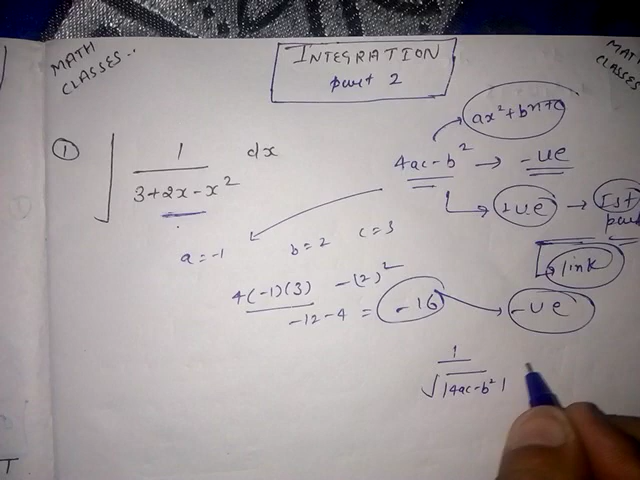 MATH CLASSES..
INTEGRATION
part 2
MATH CLASSES
① ∫ 1/(3+2x-x²) dx
ax²+bx+c
4ac-b² → -ve
+ve → Ist part
link
a=-1 b=2 c=3
4(-1)(3) -(2)²
-12-4 = -16 → -ve
1/√|4ac-b²|
T